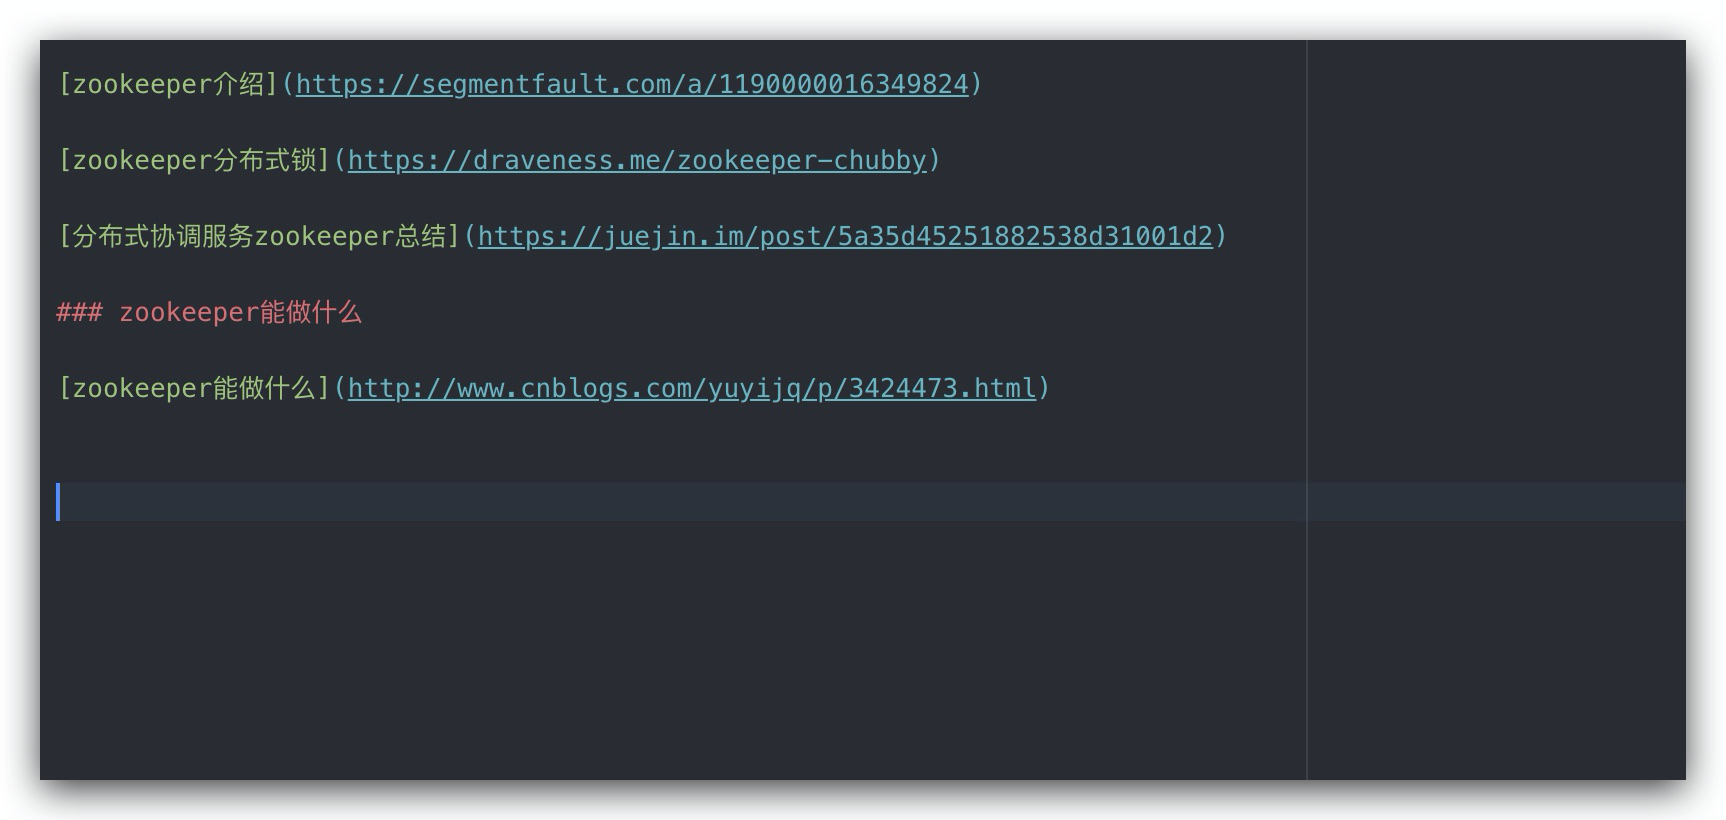 [zookeeper介绍](https://segmentfault.com/a/1190000016349824)
[zookeeper分布式锁](https://draveness.me/zookeeper-chubby)
[分布式协调服务zookeeper总结](https://juejin.im/post/5a35d45251882538d31001d2)
### zookeeper能做什么
[zookeeper能做什么](http://www.cnblogs.com/yuyijq/p/3424473.html)